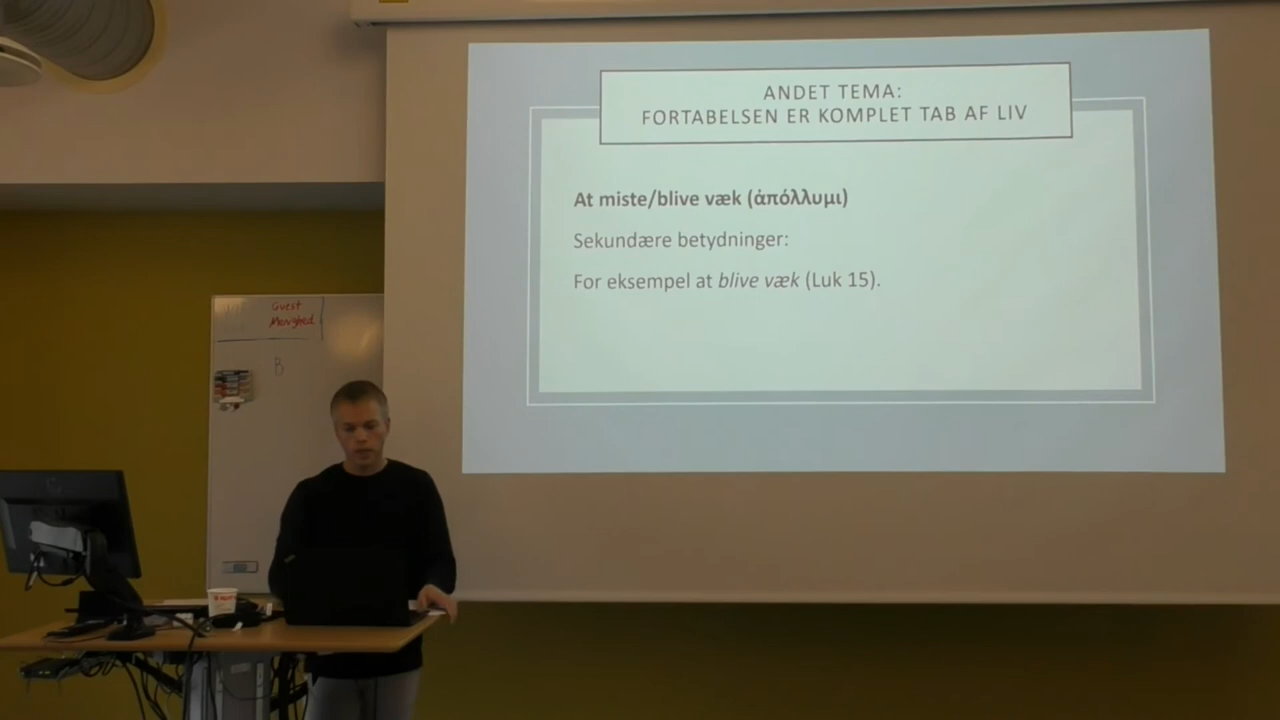 ANDET TEMA:
FORTABELSEN ER KOMPLET TAB AF LIV
At miste/blive væk (ἀπόλλυμι)
Sekundære betydninger:
For eksempel at blive væk (Luk 15).
Guest
Menighed
B